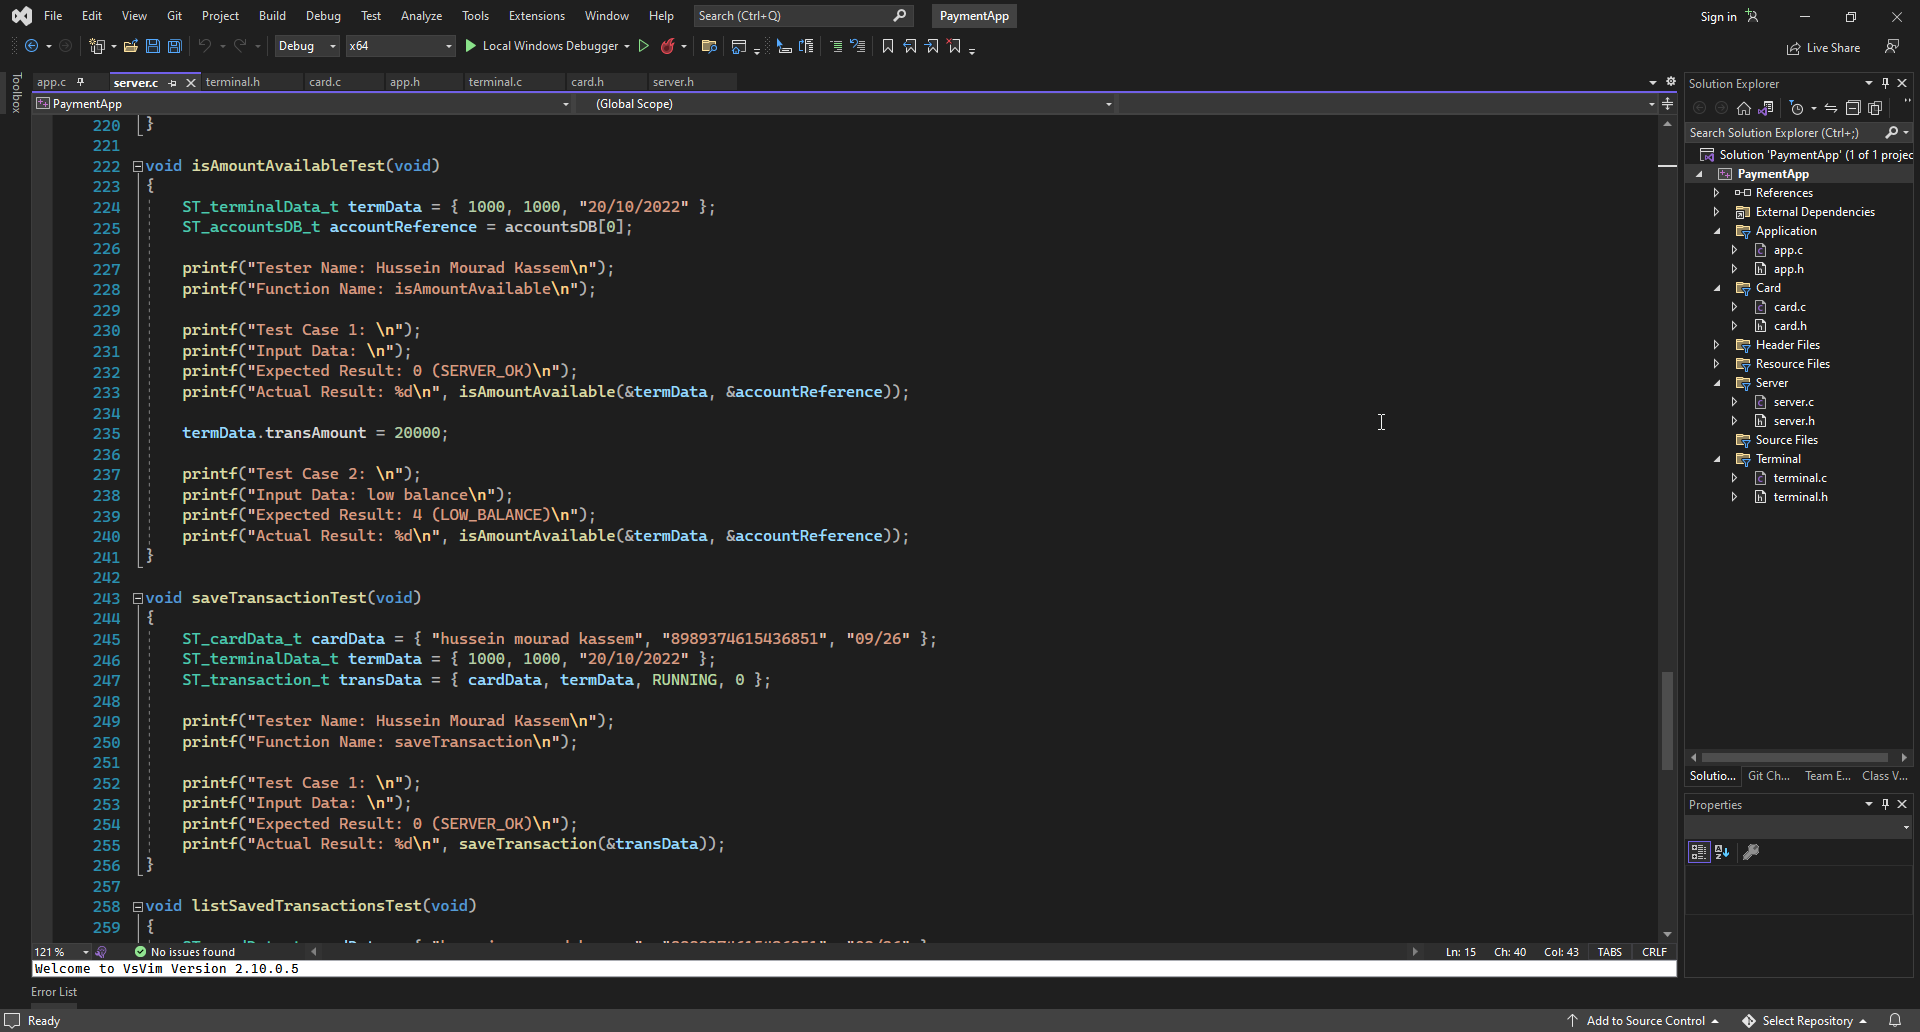 File Edit View Git Project Build Debug Test Analyze Tools Extensions Window Help Search (Ctrl+Q) PaymentApp Sign in
Debug x64 Local Windows Debugger Live Share
Toolbox
app.c server.c terminal.h card.c app.h terminal.c card.h server.h
PaymentApp (Global Scope)
220 }
221
222 void isAmountAvailableTest(void)
223 {
224 ST_terminalData_t termData = { 1000, 1000, "20/10/2022" };
225 ST_accountsDB_t accountReference = accountsDB[0];
226
227 printf("Tester Name: Hussein Mourad Kassem\n");
228 printf("Function Name: isAmountAvailable\n");
229
230 printf("Test Case 1: \n");
231 printf("Input Data: \n");
232 printf("Expected Result: 0 (SERVER_OK)\n");
233 printf("Actual Result: %d\n", isAmountAvailable(&termData, &accountReference));
234
235 termData.transAmount = 20000;
236
237 printf("Test Case 2: \n");
238 printf("Input Data: low balance\n");
239 printf("Expected Result: 4 (LOW_BALANCE)\n");
240 printf("Actual Result: %d\n", isAmountAvailable(&termData, &accountReference));
241 }
242
243 void saveTransactionTest(void)
244 {
245 ST_cardData_t cardData = { "hussein mourad kassem", "8989374615436851", "09/26" };
246 ST_terminalData_t termData = { 1000, 1000, "20/10/2022" };
247 ST_transaction_t transData = { cardData, termData, RUNNING, 0 };
248
249 printf("Tester Name: Hussein Mourad Kassem\n");
250 printf("Function Name: saveTransaction\n");
251
252 printf("Test Case 1: \n");
253 printf("Input Data: \n");
254 printf("Expected Result: 0 (SERVER_OK)\n");
255 printf("Actual Result: %d\n", saveTransaction(&transData));
256 }
257
258 void listSavedTransactionsTest(void)
259 {
121 % No issues found Ln: 15 Ch: 40 Col: 43 TABS CRLF
Welcome to VsVim Version 2.10.0.5
Error List
Solution Explorer
Search Solution Explorer (Ctrl+;)
Solution 'PaymentApp' (1 of 1 projec
PaymentApp
References
External Dependencies
Application
app.c
app.h
Card
card.c
card.h
Header Files
Resource Files
Server
server.c
server.h
Source Files
Terminal
terminal.c
terminal.h
Solutio... Git Ch... Team E... Class V...
Properties
Ready Add to Source Control Select Repository